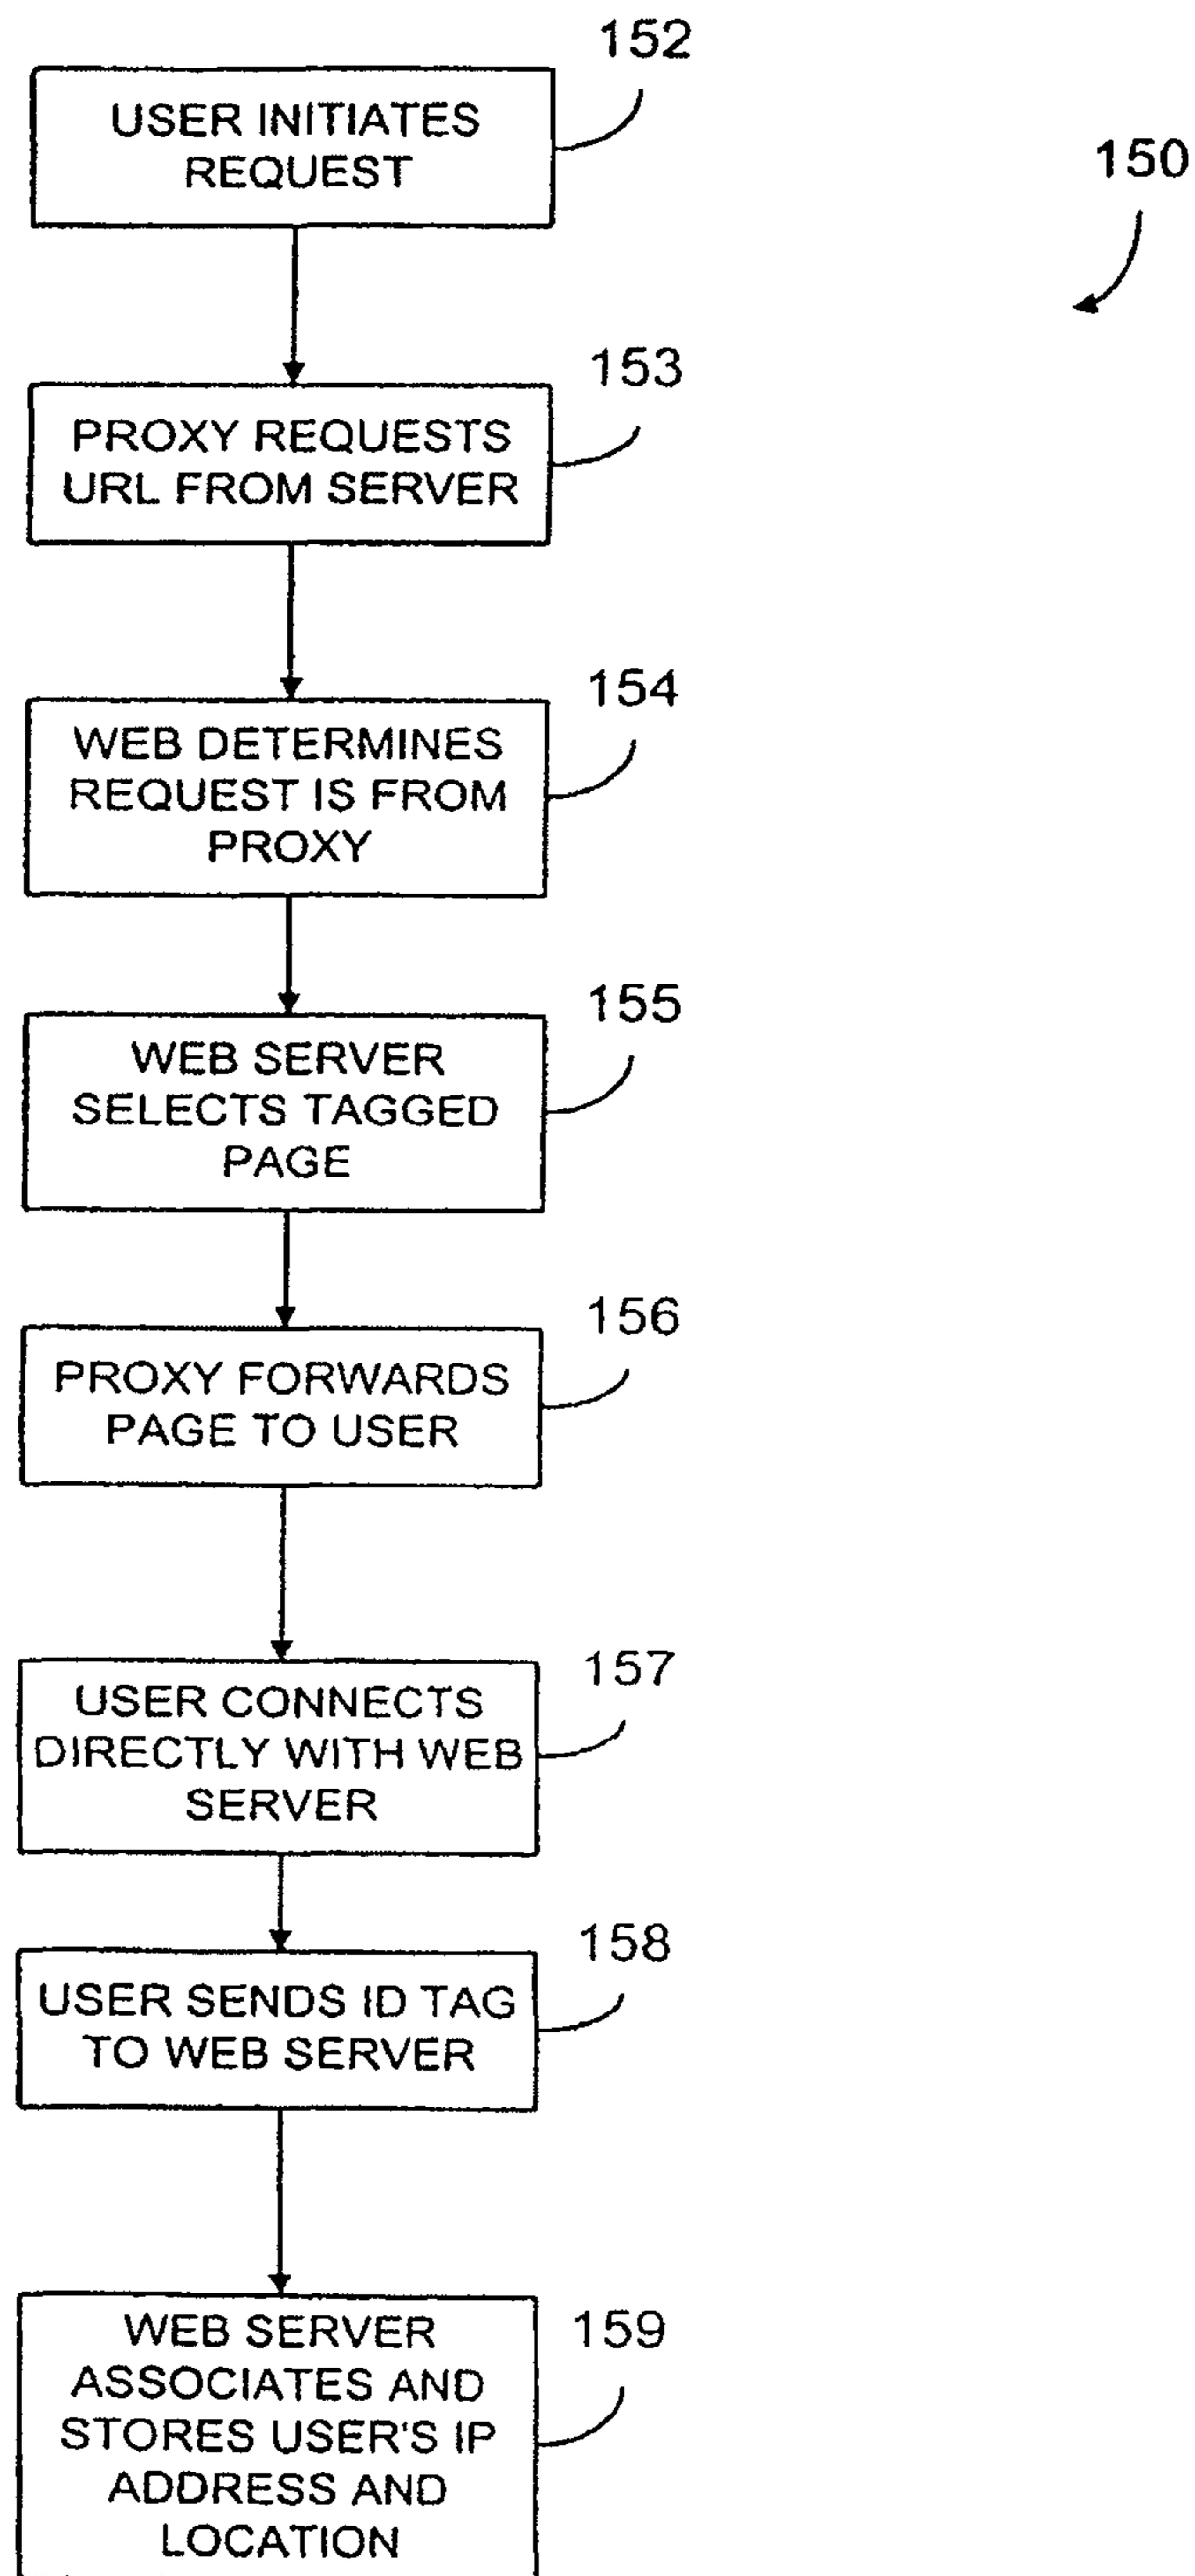 152
USER INITIATES
REQUEST
150
153
PROXY REQUESTS
URL FROM SERVER
154
WEB DETERMINES
REQUEST IS FROM
PROXY
155
WEB SERVER
SELECTS TAGGED
PAGE
156
PROXY FORWARDS
PAGE TO USER
157
USER CONNECTS
DIRECTLY WITH WEB
SERVER
158
USER SENDS ID TAG
TO WEB SERVER
159
WEB SERVER
ASSOCIATES AND
STORES USER'S IP
ADDRESS AND
LOCATION